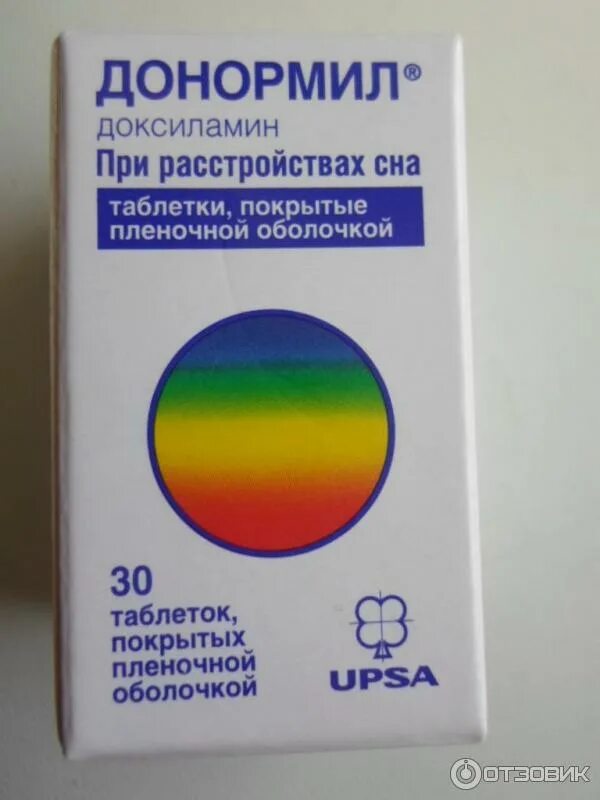 ДОНОРМИЛ®
доксиламин
При расстройствах сна
таблетки, покрытые
пленочной оболочкой
30
таблеток,
покрытых
пленочной
оболочкой
UPSA
ОТЗОВИК